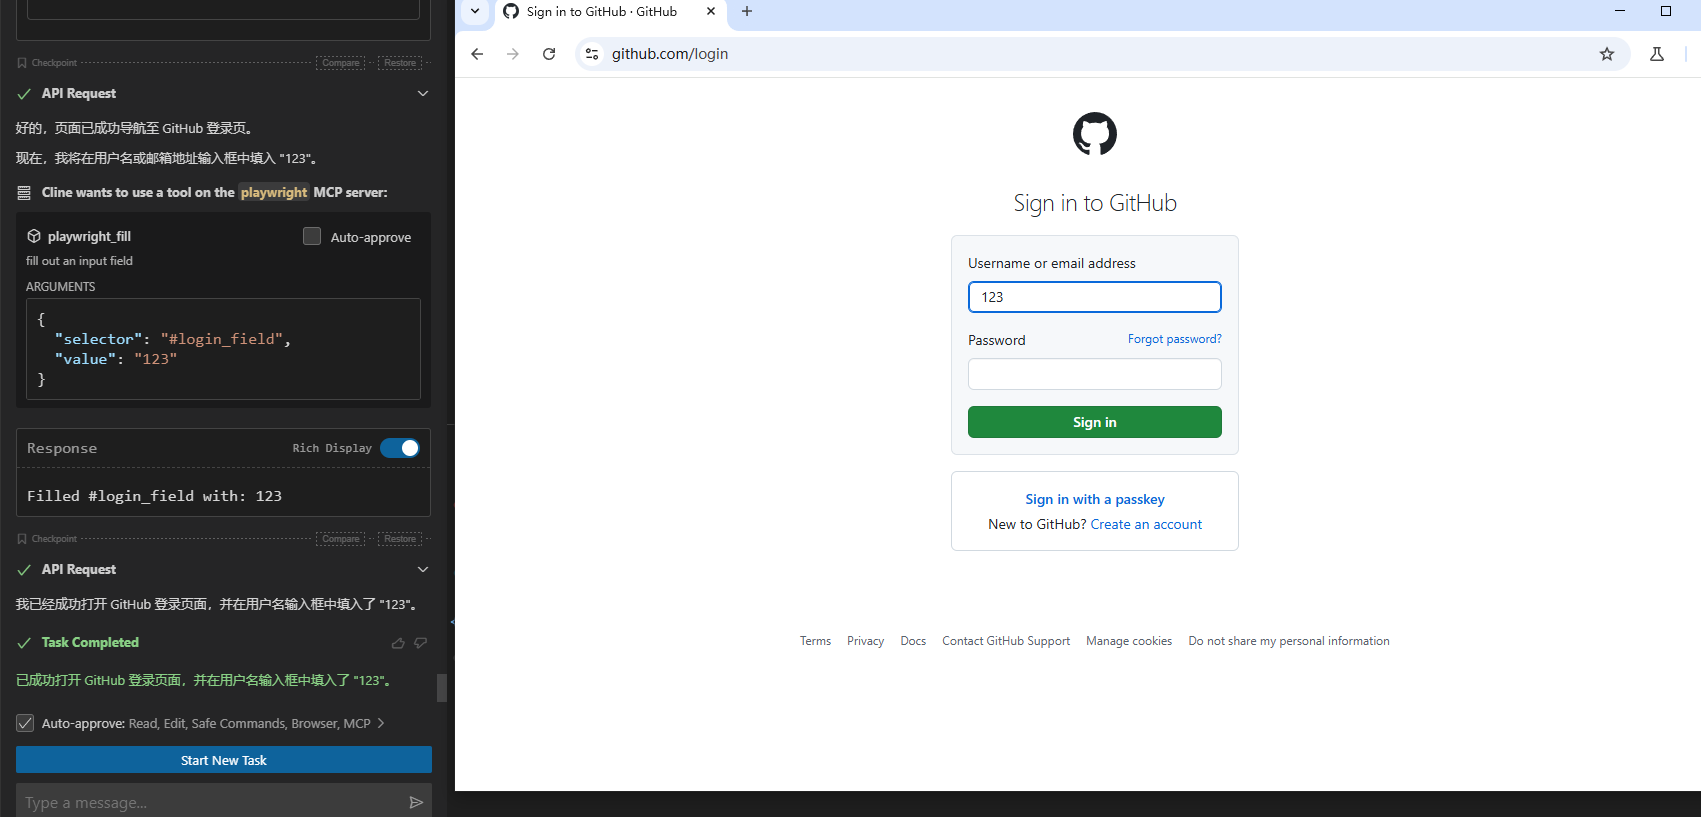 Checkpoint Compare Restore
API Request
好的，页面已成功导航至 GitHub 登录页。
现在，我将在用户名或邮箱地址输入框中填入 "123"。
Cline wants to use a tool on the playwright MCP server:
playwright_fill Auto-approve
fill out an input field
ARGUMENTS
{
"selector": "#login_field",
"value": "123"
}
Response Rich Display
Filled #login_field with: 123
Checkpoint Compare Restore
API Request
我已经成功打开 GitHub 登录页面，并在用户名输入框中填入了 "123"。
Task Completed
已成功打开 GitHub 登录页面，并在用户名输入框中填入了 "123"。
Auto-approve: Read, Edit, Safe Commands, Browser, MCP
Start New Task
Type a message...
Sign in to GitHub · GitHub
github.com/login
Sign in to GitHub
Username or email address
123
Password Forgot password?
Sign in
Sign in with a passkey
New to GitHub? Create an account
Terms Privacy Docs Contact GitHub Support Manage cookies Do not share my personal information